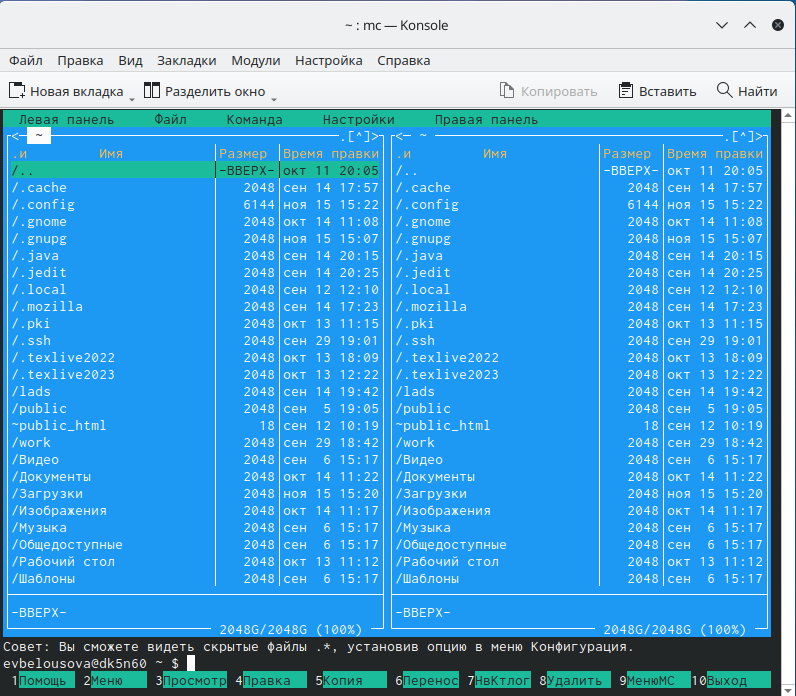 ~ : mc — Konsole
Файл Правка Вид Закладки Модули Настройка Справка
Новая вкладка Разделить окно Копировать Вставить Найти
Левая панель Файл Команда Настройки Правая панель
<- ~ .[^]> <- ~ .[^]>
.и Имя Размер Время правки .и Имя Размер Время правки
/.. -ВВЕРХ- окт 11 20:05 /.. -ВВЕРХ- окт 11 20:05
/.cache 2048 сен 14 17:57 /.cache 2048 сен 14 17:57
/.config 6144 ноя 15 15:22 /.config 6144 ноя 15 15:22
/.gnome 2048 окт 14 11:08 /.gnome 2048 окт 14 11:08
/.gnupg 2048 ноя 15 15:07 /.gnupg 2048 ноя 15 15:07
/.java 2048 сен 14 20:15 /.java 2048 сен 14 20:15
/.jedit 2048 сен 14 20:25 /.jedit 2048 сен 14 20:25
/.local 2048 сен 12 12:10 /.local 2048 сен 12 12:10
/.mozilla 2048 сен 14 17:23 /.mozilla 2048 сен 14 17:23
/.pki 2048 окт 13 11:15 /.pki 2048 окт 13 11:15
/.ssh 2048 сен 29 19:01 /.ssh 2048 сен 29 19:01
/.texlive2022 2048 окт 13 18:09 /.texlive2022 2048 окт 13 18:09
/.texlive2023 2048 окт 13 12:22 /.texlive2023 2048 окт 13 12:22
/lads 2048 сен 14 19:42 /lads 2048 сен 14 19:42
/public 2048 сен 5 19:05 /public 2048 сен 5 19:05
~public_html 18 сен 12 10:19 ~public_html 18 сен 12 10:19
/work 2048 сен 29 18:42 /work 2048 сен 29 18:42
/Видео 2048 сен 6 15:17 /Видео 2048 сен 6 15:17
/Документы 2048 окт 14 11:22 /Документы 2048 окт 14 11:22
/Загрузки 2048 ноя 15 15:20 /Загрузки 2048 ноя 15 15:20
/Изображения 2048 окт 14 11:17 /Изображения 2048 окт 14 11:17
/Музыка 2048 сен 6 15:17 /Музыка 2048 сен 6 15:17
/Общедоступные 2048 сен 6 15:17 /Общедоступные 2048 сен 6 15:17
/Рабочий стол 2048 окт 13 11:12 /Рабочий стол 2048 окт 13 11:12
/Шаблоны 2048 сен 6 15:17 /Шаблоны 2048 сен 6 15:17
-ВВЕРХ- -ВВЕРХ-
2048G/2048G (100%) 2048G/2048G (100%)
Совет: Вы сможете видеть скрытые файлы .*, установив опцию в меню Конфигурация.
evbelousova@dk5n60 ~ $
1Помощь 2Меню 3Просмотр 4Правка 5Копия 6Перенос 7НвКтлог 8Удалить 9МенюМС 10Выход